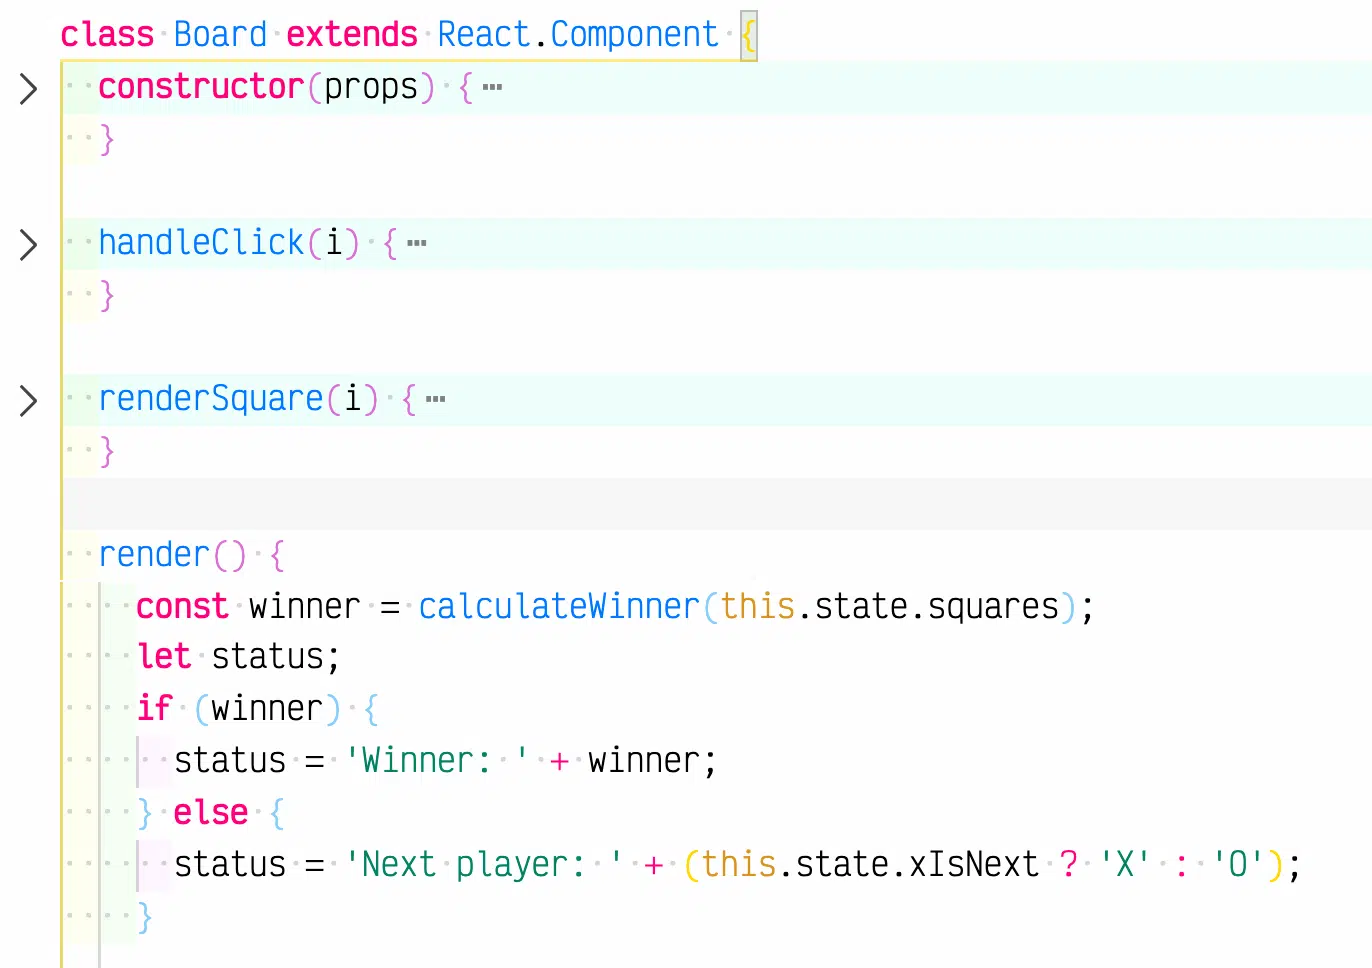 class Board extends React.Component {
  constructor(props) { ⋯
  }

  handleClick(i) { ⋯
  }

  renderSquare(i) { ⋯
  }

  render() {
    const winner = calculateWinner(this.state.squares);
    let status;
    if (winner) {
      status = 'Winner: ' + winner;
    } else {
      status = 'Next player: ' + (this.state.xIsNext ? 'X' : 'O');
    }